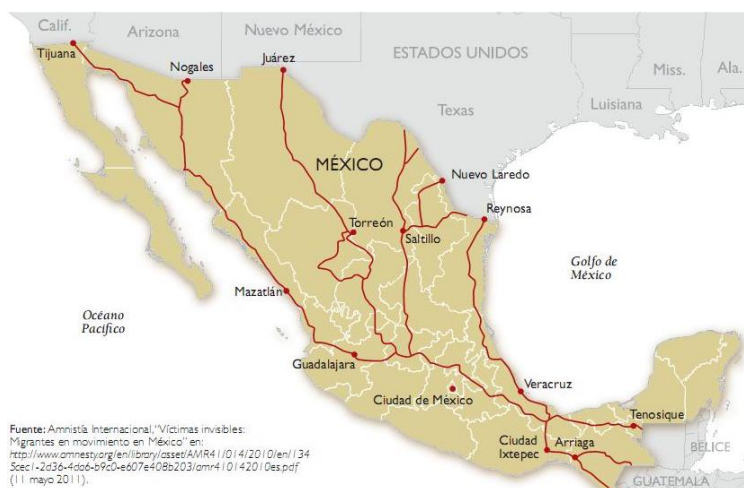 Calif.
Arizona
Nuevo México
ESTADOS UNIDOS
Miss.
Ala.
Tijuana
Nogales
Juárez
Texas
Louisiana
MÉXICO
Nuevo Laredo
Reynosa
Torreón
Saltillo
Golfo de
México
Mazatlán
Océano
Pacífico
Guadalajara
Ciudad de México
Veracruz
Tenosique
Ciudad
Ixtepec
Arriaga
BELICE
GUATEMALA
Fuente: Amnistía Internacional, "Víctimas invisibles:
Migrantes en movimiento en México" en:
http://www.amnesty.org/en/library/asset/AMR41/014/2010/en/134
5cec1-2d36-4da6-b9c0-e607e408b203/amr410142010es.pdf
(11 mayo 2011).